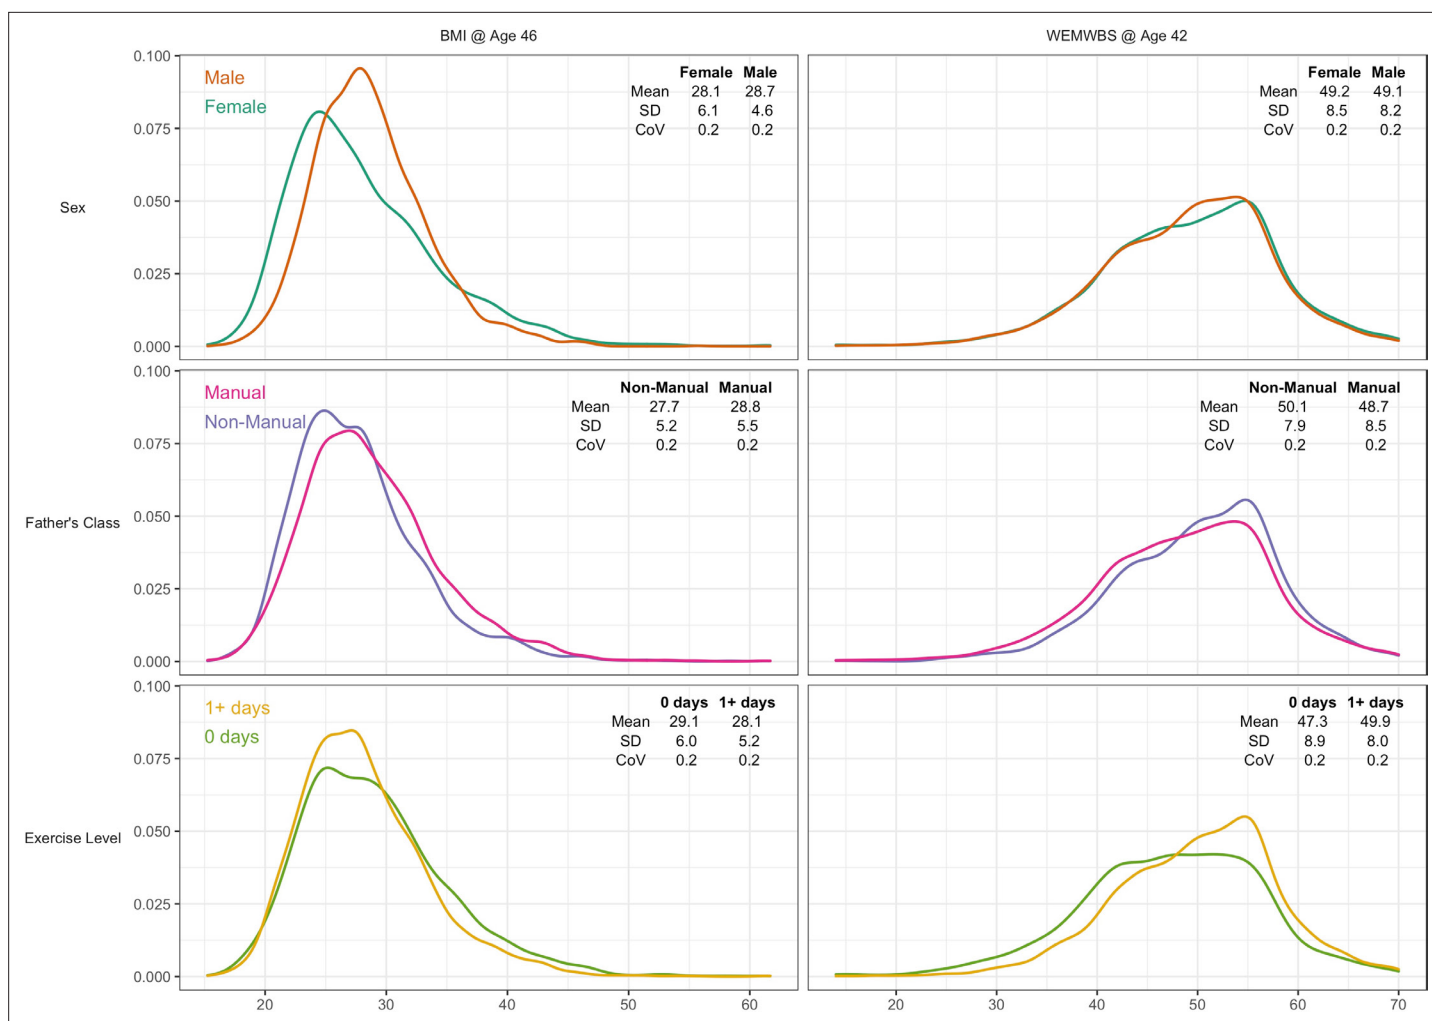 BMI @ Age 46 WEMWBS @ Age 42
Sex
0.100
0.075
0.050
0.025
0.000
Male
Female
Female Male
Mean 28.1 28.7
SD 6.1 4.6
CoV 0.2 0.2
Female Male
Mean 49.2 49.1
SD 8.5 8.2
CoV 0.2 0.2
Father's Class
0.100
0.075
0.050
0.025
0.000
Manual
Non-Manual
Non-Manual Manual
Mean 27.7 28.8
SD 5.2 5.5
CoV 0.2 0.2
Non-Manual Manual
Mean 50.1 48.7
SD 7.9 8.5
CoV 0.2 0.2
Exercise Level
0.100
0.075
0.050
0.025
0.000
1+ days
0 days
0 days 1+ days
Mean 29.1 28.1
SD 6.0 5.2
CoV 0.2 0.2
0 days 1+ days
Mean 47.3 49.9
SD 8.9 8.0
CoV 0.2 0.2
20 30 40 50 60 20 30 40 50 60 70